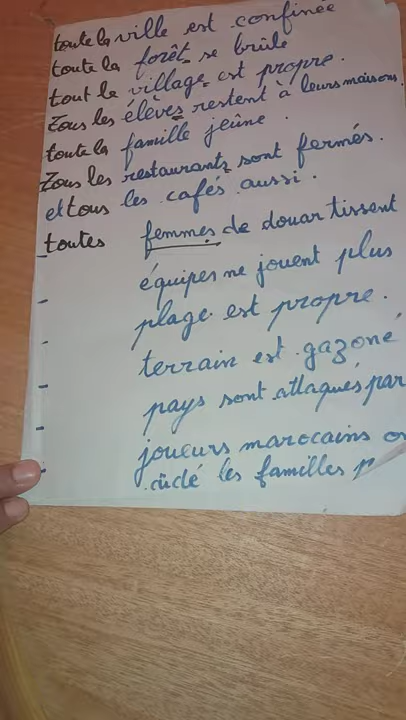 toute la ville est confinée
toute la forêt se brûle
tout le village est propre.
Tous les élèves restent à leurs maisons.
toute la famille jeûne.
Tous les restaurants sont fermés.
et tous les cafés aussi.
toutes femmes de douar tissent
- équipes ne jouent plus
- plage est propre.
- terrain est gazoné
- pays sont attaqués par
- joueurs marocains
- les familles